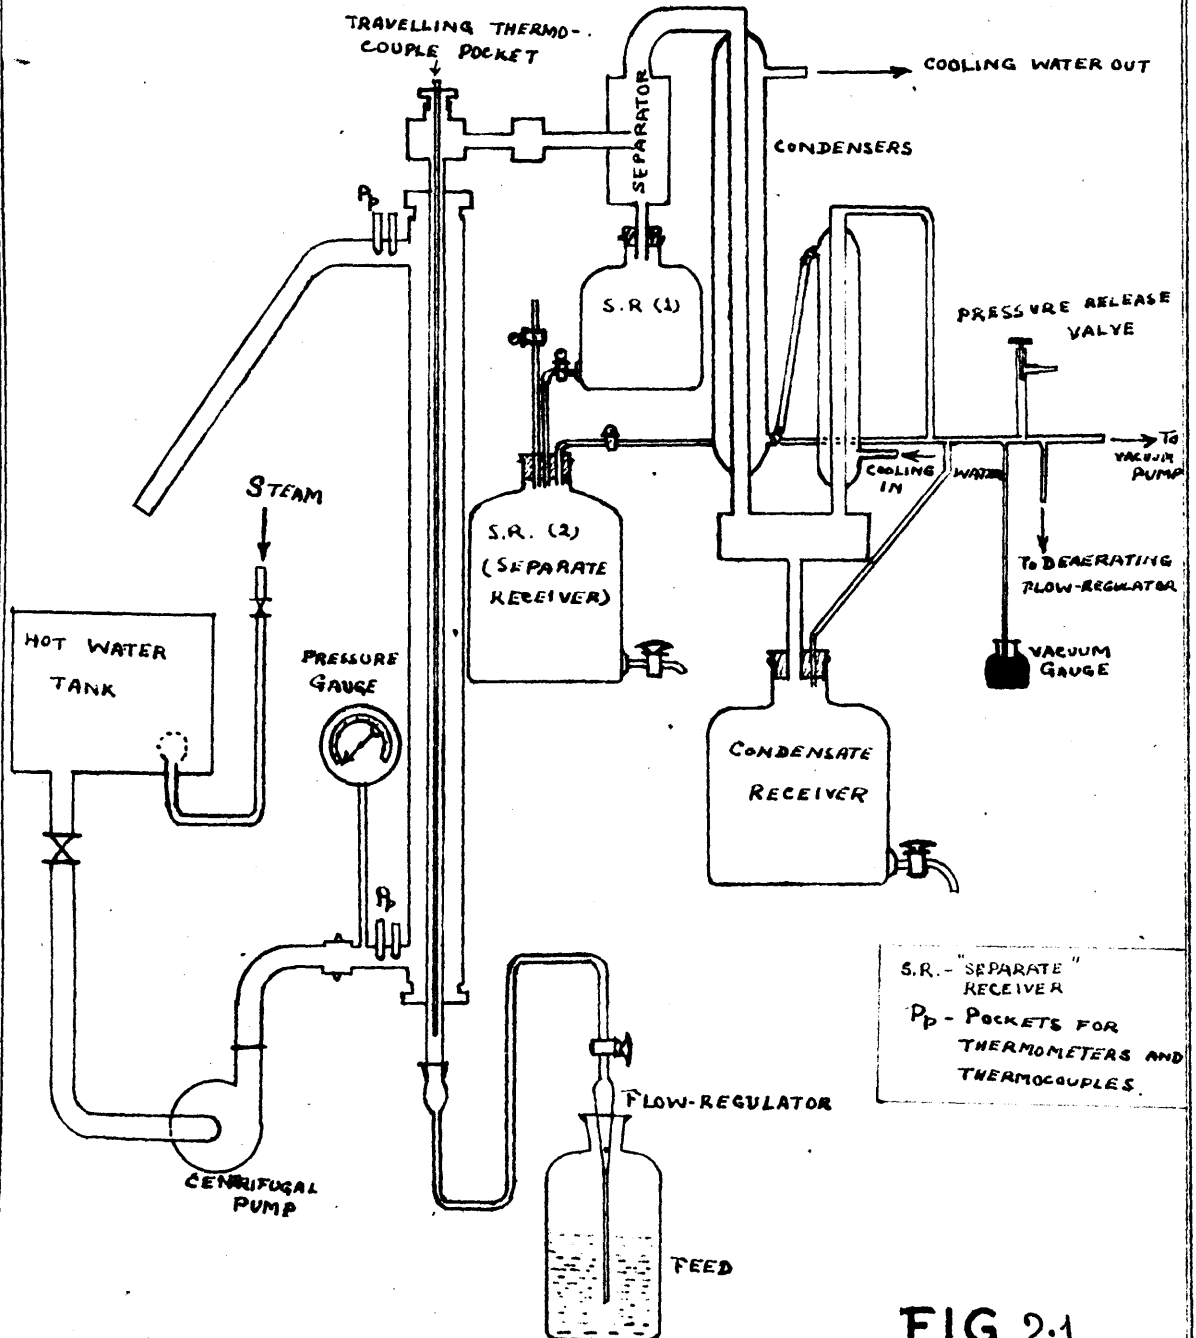 TRAVELLING THERMO-
COUPLE POCKET
COOLING WATER OUT
SEPARATOR
CONDENSERS
Pp
S.R (1)
PRESSURE RELEASE
VALVE
TO
VACUUM
PUMP
COOLING WATER
IN
STEAM
S.R. (2)
(SEPARATE
RECEIVER)
TO DEAERATING
FLOW-REGULATOR
HOT WATER
TANK
PRESSURE
GAUGE
VACUUM
GAUGE
CONDENSATE
RECEIVER
Pp
S.R. - "SEPARATE"
RECEIVER
Pp - POCKETS FOR
THERMOMETERS AND
THERMOCOUPLES.
FLOW-REGULATOR
CENTRIFUGAL
PUMP
FEED
FIG 2.1